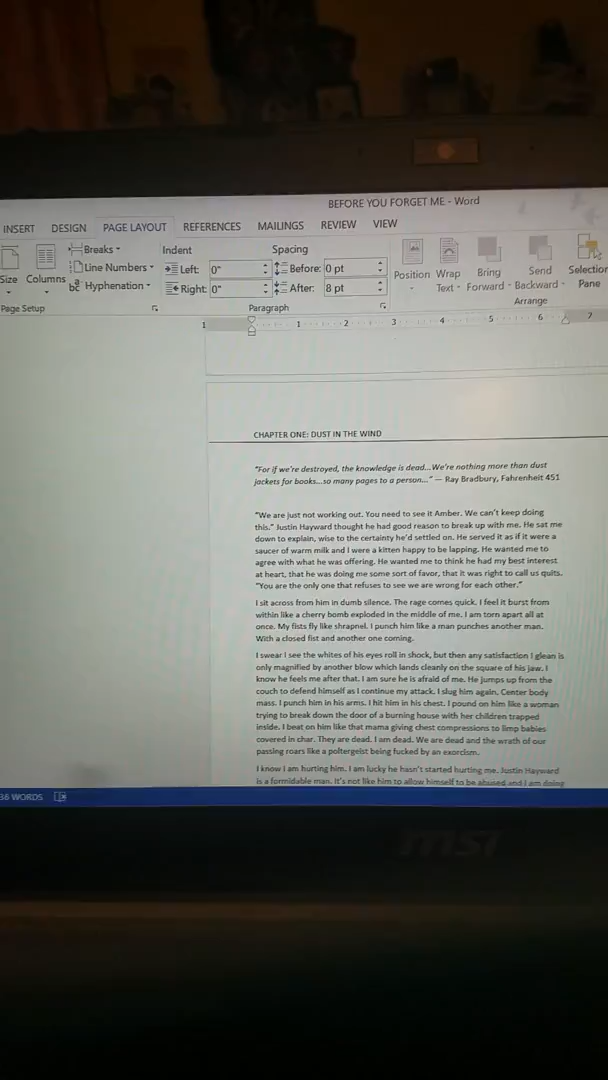 BEFORE YOU FORGET ME - Word
INSERT DESIGN PAGE LAYOUT REFERENCES MAILINGS REVIEW VIEW
Breaks Indent Spacing
Size Columns Line Numbers Left: 0" Before: 0 pt Position Wrap Text Bring Forward Send Backward Selection Pane
Hyphenation Right: 0" After: 8 pt
Page Setup Paragraph Arrange
1 1 2 3 4 5 6 7
CHAPTER ONE: DUST IN THE WIND
"For if we're destroyed, the knowledge is dead...We're nothing more than dust
jackets for books...so many pages to a person..." — Ray Bradbury, Fahrenheit 451
"We are just not working out. You need to see it Amber. We can't keep doing
this." Justin Hayward thought he had good reason to break up with me. He sat me
down to explain, wise to the certainty he'd settled on. He served it as if it were a
saucer of warm milk and I were a kitten happy to be lapping. He wanted me to
agree with what he was offering. He wanted me to think he had my best interest
at heart, that he was doing me some sort of favor, that it was right to call us quits.
"You are the only one that refuses to see we are wrong for each other."
I sit across from him in dumb silence. The rage comes quick. I feel it burst from
within like a cherry bomb exploded in the middle of me. I am torn apart all at
once. My fists fly like shrapnel. I punch him like a man punches another man.
With a closed fist and another one coming.
I swear I see the whites of his eyes roll in shock, but then any satisfaction I glean is
only magnified by another blow which lands cleanly on the square of his jaw. I
know he feels me after that. I am sure he is afraid of me. He jumps up from the
couch to defend himself as I continue my attack. I slug him again. Center body
mass. I punch him in his arms. I hit him in his chest. I pound on him like a woman
trying to break down the door of a burning house with her children trapped
inside. I beat on him like that mama giving chest compressions to limp babies
covered in char. They are dead. I am dead. We are dead and the wrath of our
passing roars like a poltergeist being fucked by an exorcism.
I know I am hurting him. I am lucky he hasn't started hurting me. Justin Hayward
is a formidable man. It's not like him to allow himself to be abused and I am doing
36 WORDS
msi